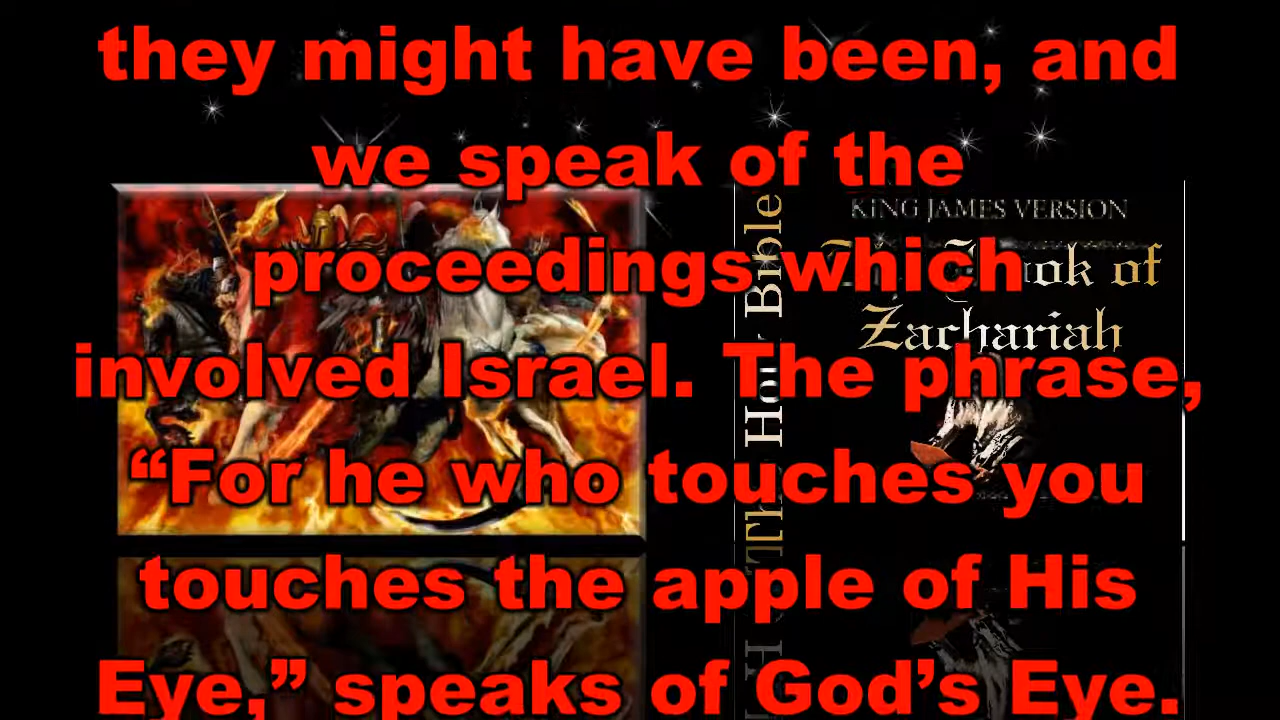 they might have been, and
we speak of the
proceedings which
involved Israel. The phrase,
“For he who touches you
touches the apple of His
Eye,” speaks of God’s Eye.
KING JAMES VERSION
Book of
Zachariah
The Holy Bible